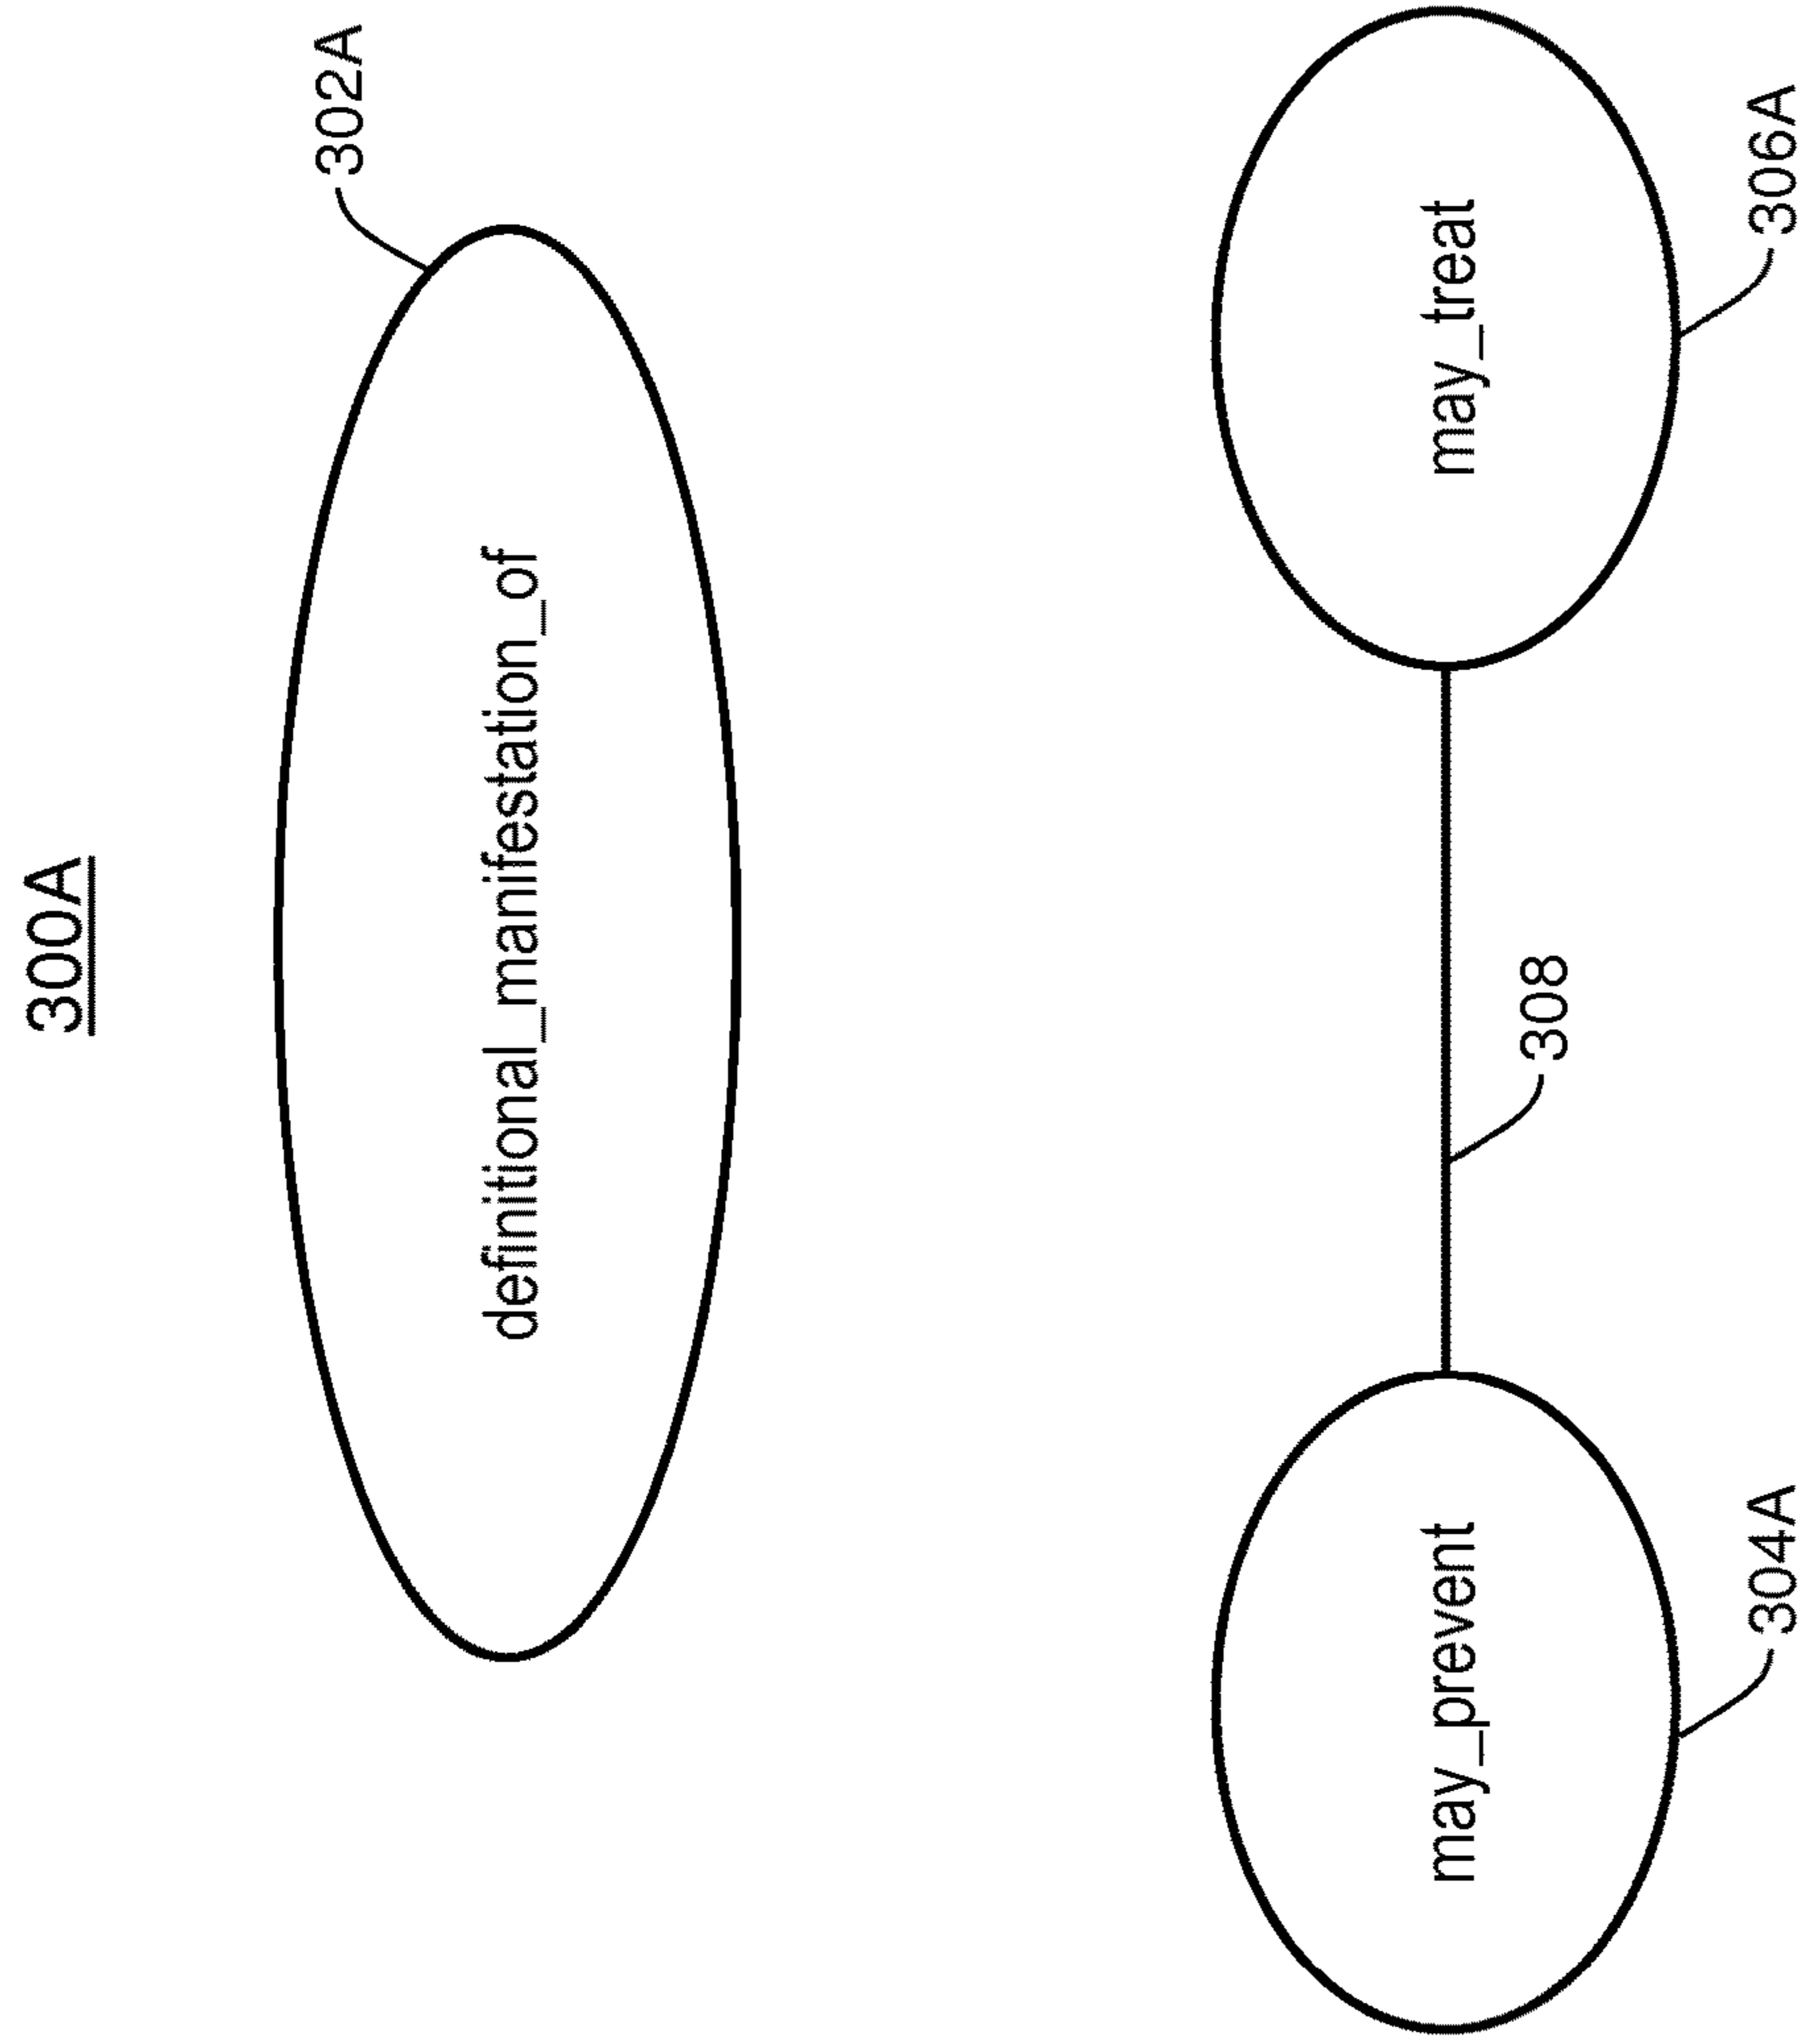 300A
302A
definitional_manifestation_of
308
may_prevent
may_treat
304A
306A